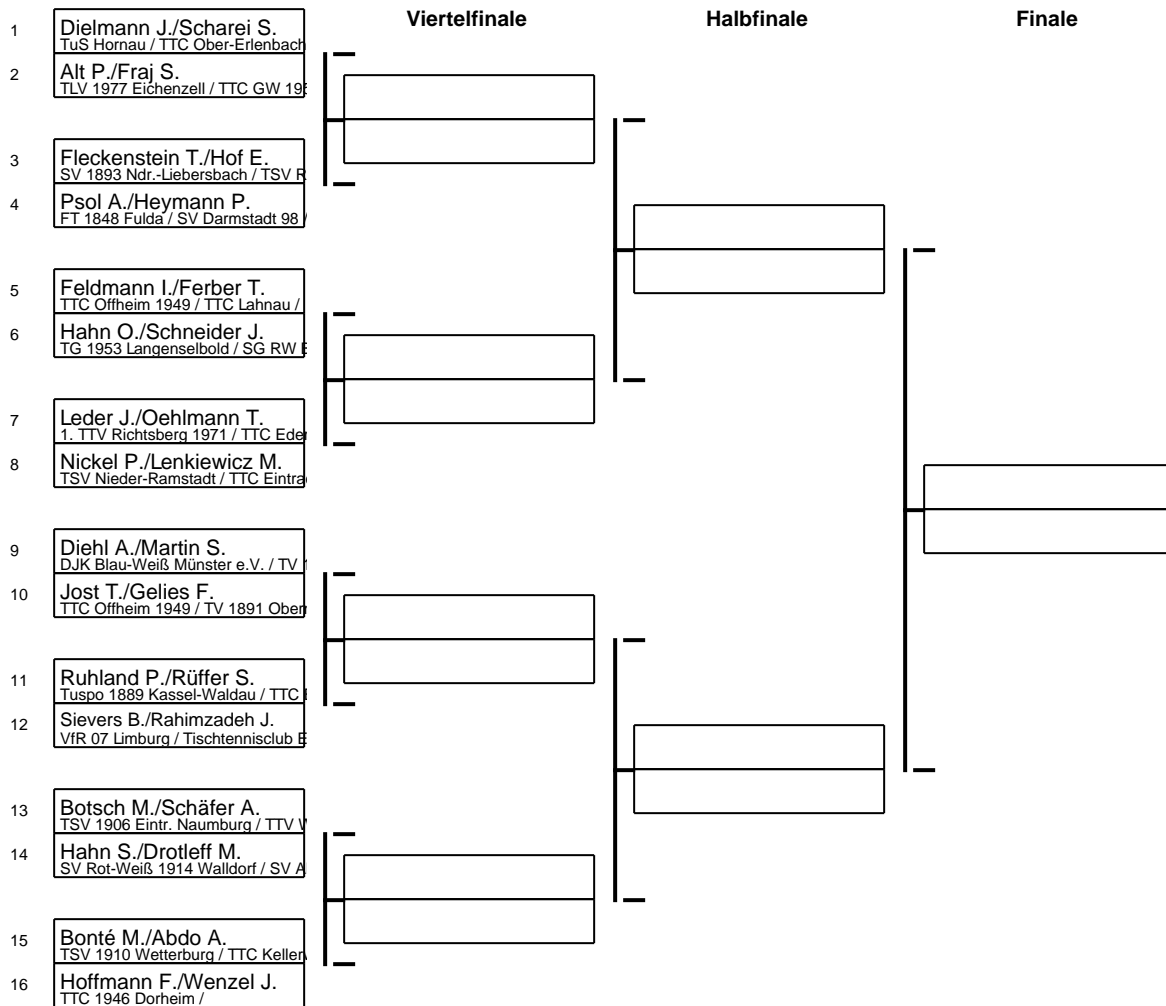 Viertelfinale Halbfinale Finale
1 Dielmann J./Scharei S.
TuS Hornau / TTC Ober-Erlenbach
2 Alt P./Fraj S.
TLV 1977 Eichenzell / TTC GW
3 Fleckenstein T./Hof E.
SV 1893 Ndr.-Liebersbach / TSV
4 Psol A./Heymann P.
FT 1848 Fulda / SV Darmstadt 98 /
5 Feldmann I./Ferber T.
TTC Offheim 1949 / TTC Lahnau /
6 Hahn O./Schneider J.
TG 1953 Langenselbold / SG RW
7 Leder J./Oehlmann T.
1. TTV Richtsberg 1971 / TTC
8 Nickel P./Lenkiewicz M.
TSV Nieder-Ramstadt / TTC
9 Diehl A./Martin S.
DJK Blau-Weiß Münster e.V. / TV
10 Jost T./Gelies F.
TTC Offheim 1949 / TV 1891
11 Ruhland P./Rüffer S.
Tuspo 1889 Kassel-Waldau / TTC
12 Sievers B./Rahimzadeh J.
VfR 07 Limburg / Tischtennisclub
13 Botsch M./Schäfer A.
TSV 1906 Eintr. Naumburg / TTV
14 Hahn S./Drotleff M.
SV Rot-Weiß 1914 Walldorf / SV
15 Bonté M./Abdo A.
TSV 1910 Wetterburg / TTC
16 Hoffmann F./Wenzel J.
TTC 1946 Dorheim /